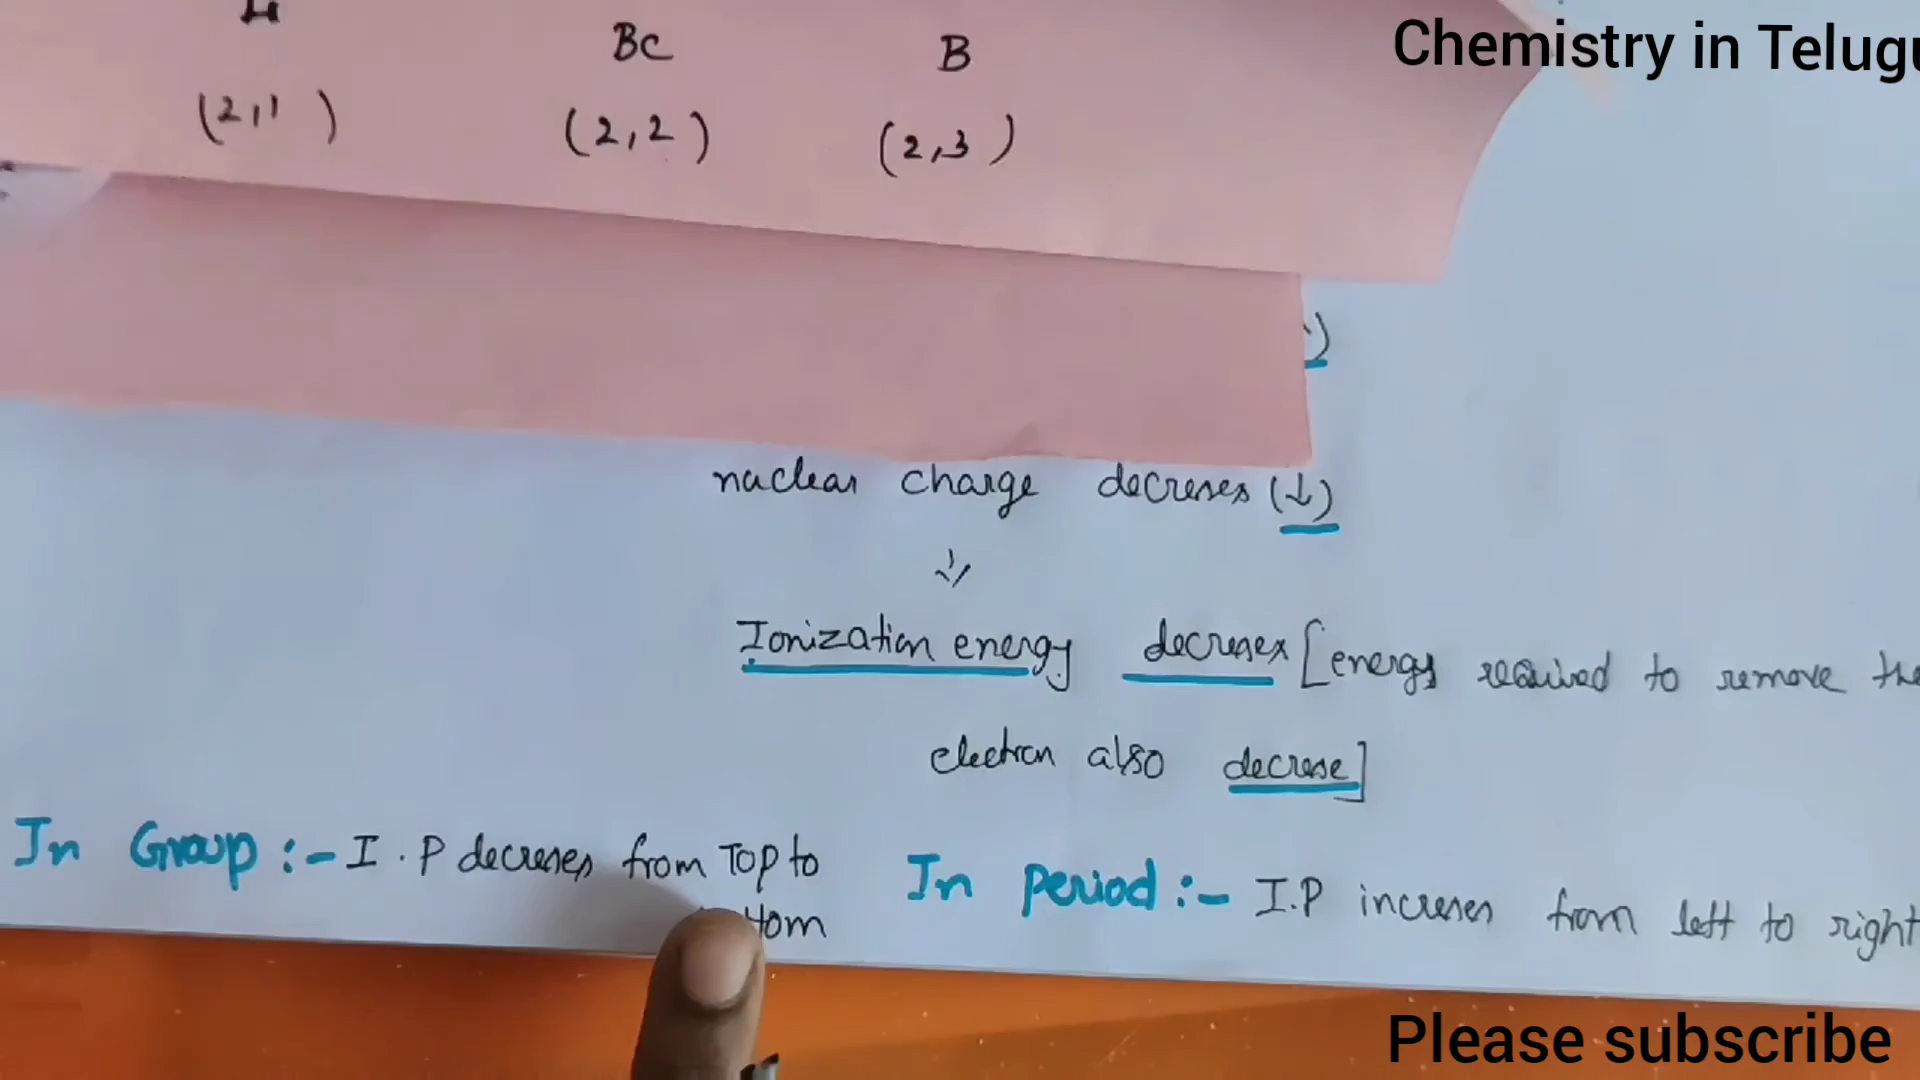 Li Be B
Chemistry in Telugu
(2,1) (2,2) (2,3)
nuclear charge decreses (↓)
Ionization energy decreses [energy required to remove the
electron also decrese]
In Group :- I.P decreses from Top to
In period :- I.P increses from left to right
Please subscribe